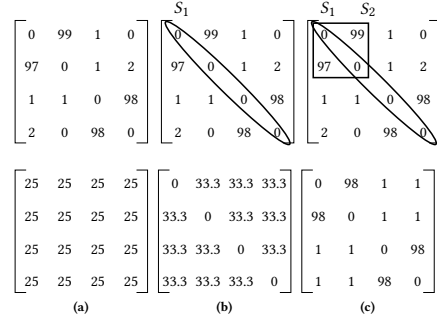 S₁ S₁ S₂
0 99 1 0 0 99 1 0 0 99 1 0
97 0 1 2 97 0 1 2 97 0 1 2
1 1 0 98 1 1 0 98 1 1 0 98
2 0 98 0 2 0 98 0 2 0 98 0
25 25 25 25 0 33.3 33.3 33.3 0 98 1 1
25 25 25 25 33.3 0 33.3 33.3 98 0 1 1
25 25 25 25 33.3 33.3 0 33.3 1 1 0 98
25 25 25 25 33.3 33.3 33.3 0 1 1 98 0
(a) (b) (c)